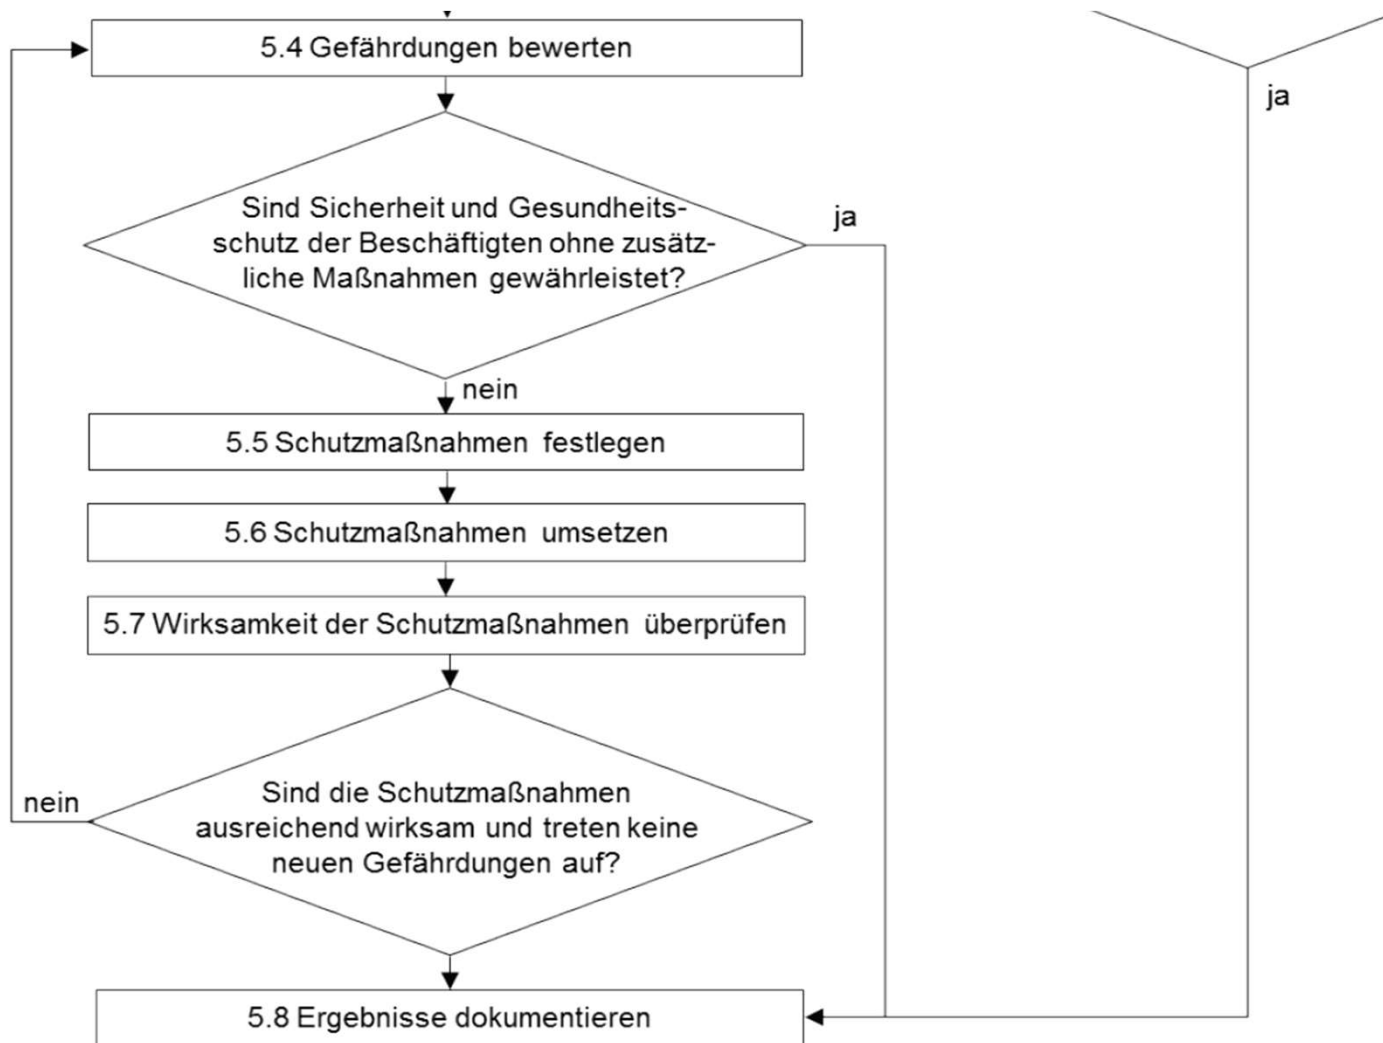 5.4 Gefährdungen bewerten
ja
Sind Sicherheit und Gesundheits-
schutz der Beschäftigten ohne zusätz-
liche Maßnahmen gewährleistet?
ja
nein
5.5 Schutzmaßnahmen festlegen
5.6 Schutzmaßnahmen umsetzen
5.7 Wirksamkeit der Schutzmaßnahmen überprüfen
Sind die Schutzmaßnahmen
ausreichend wirksam und treten keine
neuen Gefährdungen auf?
nein
5.8 Ergebnisse dokumentieren